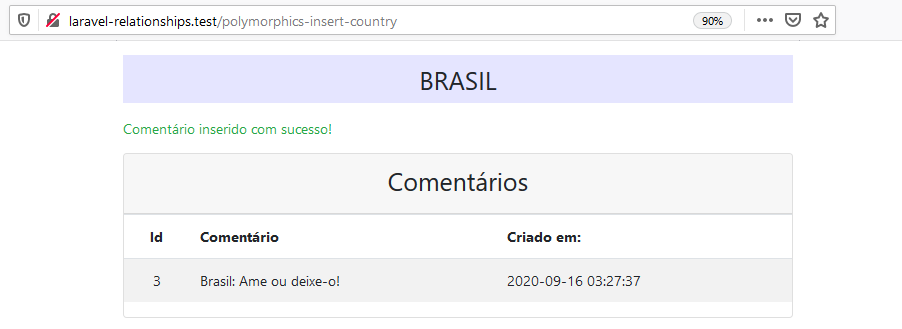 laravel-relationships.test/polymorphics-insert-country 90%
BRASIL
Comentário inserido com sucesso!
Comentários
Id Comentário Criado em:
3 Brasil: Ame ou deixe-o! 2020-09-16 03:27:37